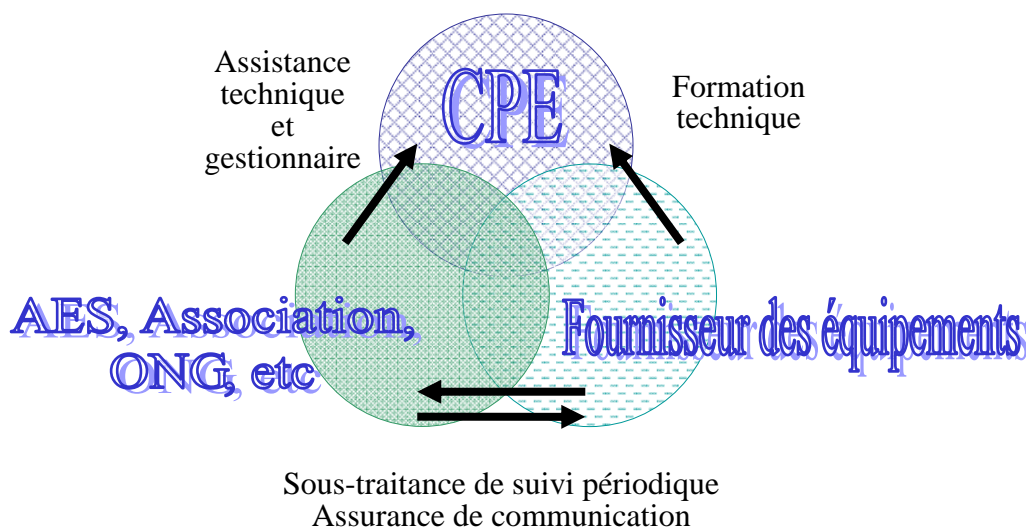 Assistance
technique
et
gestionnaire
CPE
Formation
technique
AES, Association,
ONG, etc
Fournisseur des équipements
Sous-traitance de suivi périodique
Assurance de communication